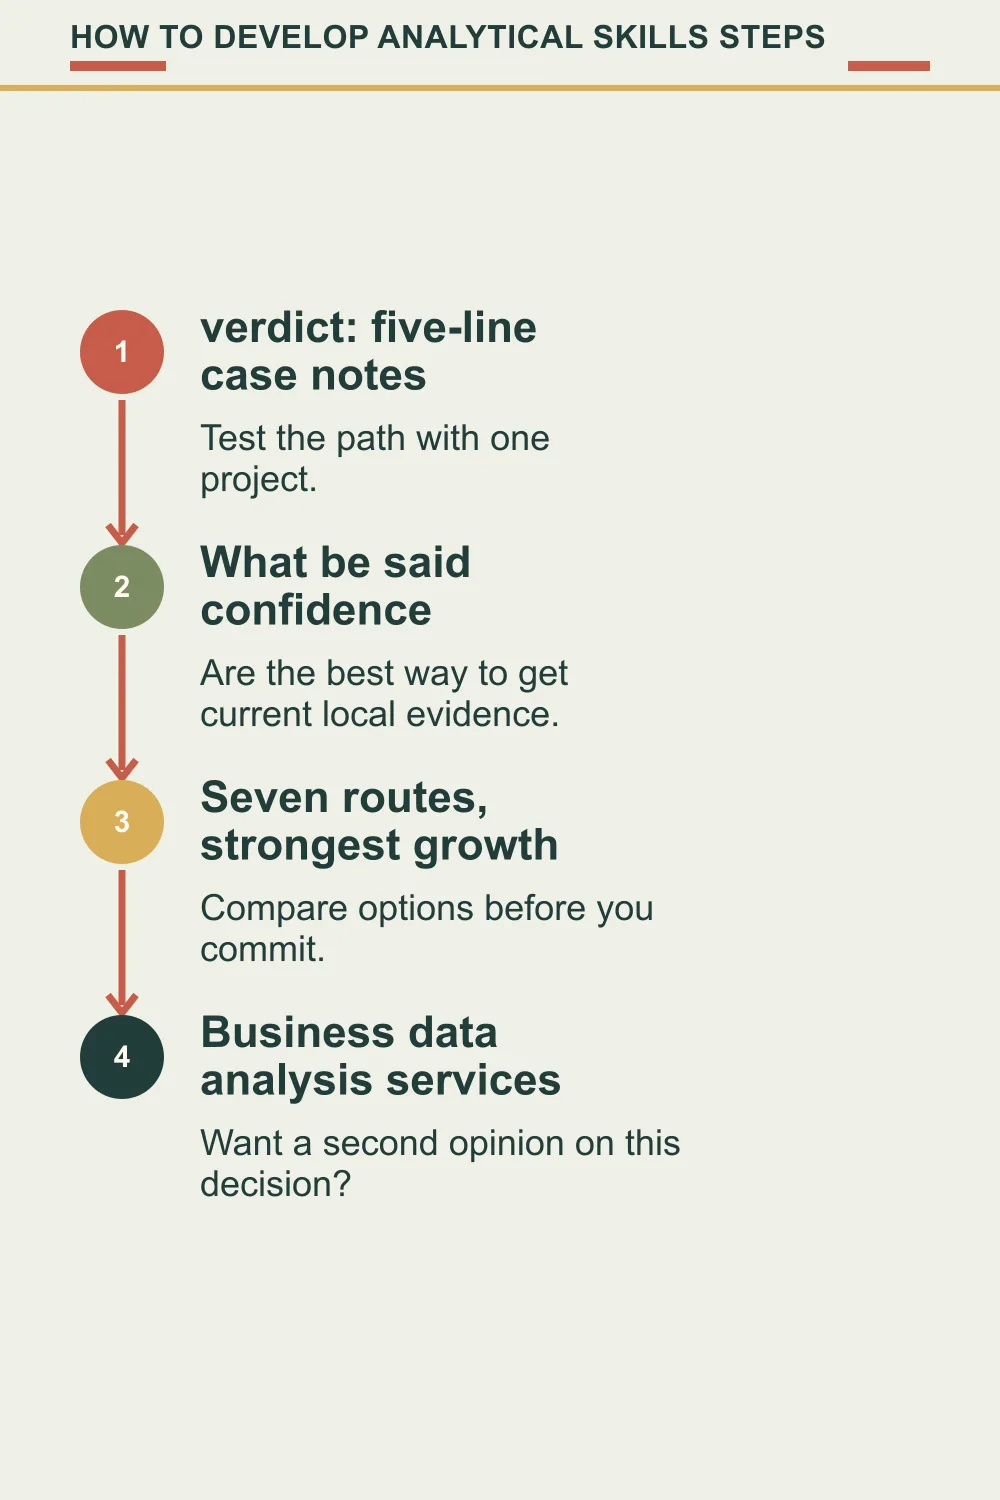 HOW TO DEVELOP ANALYTICAL SKILLS STEPS
1
verdict: five-line
case notes
Test the path with one
project.
2
What be said
confidence
Are the best way to get
current local evidence.
3
Seven routes,
strongest growth
Compare options before you
commit.
4
Business data
analysis services
Want a second opinion on this
decision?